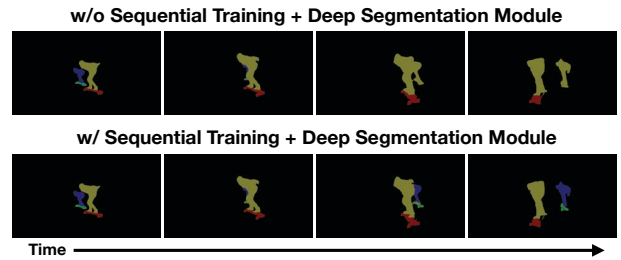 w/o Sequential Training + Deep Segmentation Module
w/ Sequential Training + Deep Segmentation Module
Time